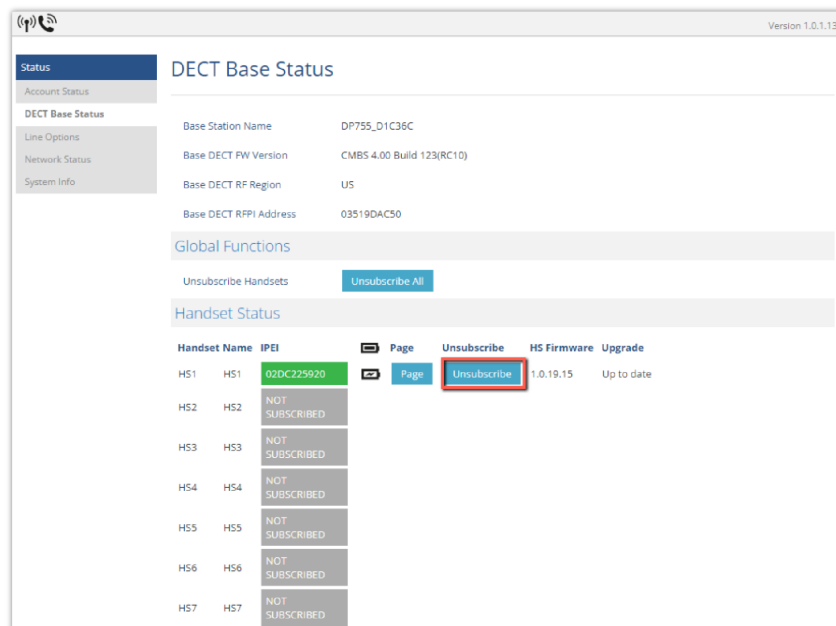 Version 1.0.1.13
Status
Account Status
DECT Base Status
Line Options
Network Status
System Info
DECT Base Status
Base Station Name DP755_D1C36C
Base DECT FW Version CMBS 4.00 Build 123(RC10)
Base DECT RF Region US
Base DECT RFPI Address 03519DAC50
Global Functions
Unsubscribe Handsets Unsubscribe All
Handset Status
Handset Name IPEI Page Unsubscribe HS Firmware Upgrade
HS1 HS1 02DC225920 Page Unsubscribe 1.0.19.15 Up to date
HS2 HS2 NOT
SUBSCRIBED
HS3 HS3 NOT
SUBSCRIBED
HS4 HS4 NOT
SUBSCRIBED
HS5 HS5 NOT
SUBSCRIBED
HS6 HS6 NOT
SUBSCRIBED
HS7 HS7 NOT
SUBSCRIBED